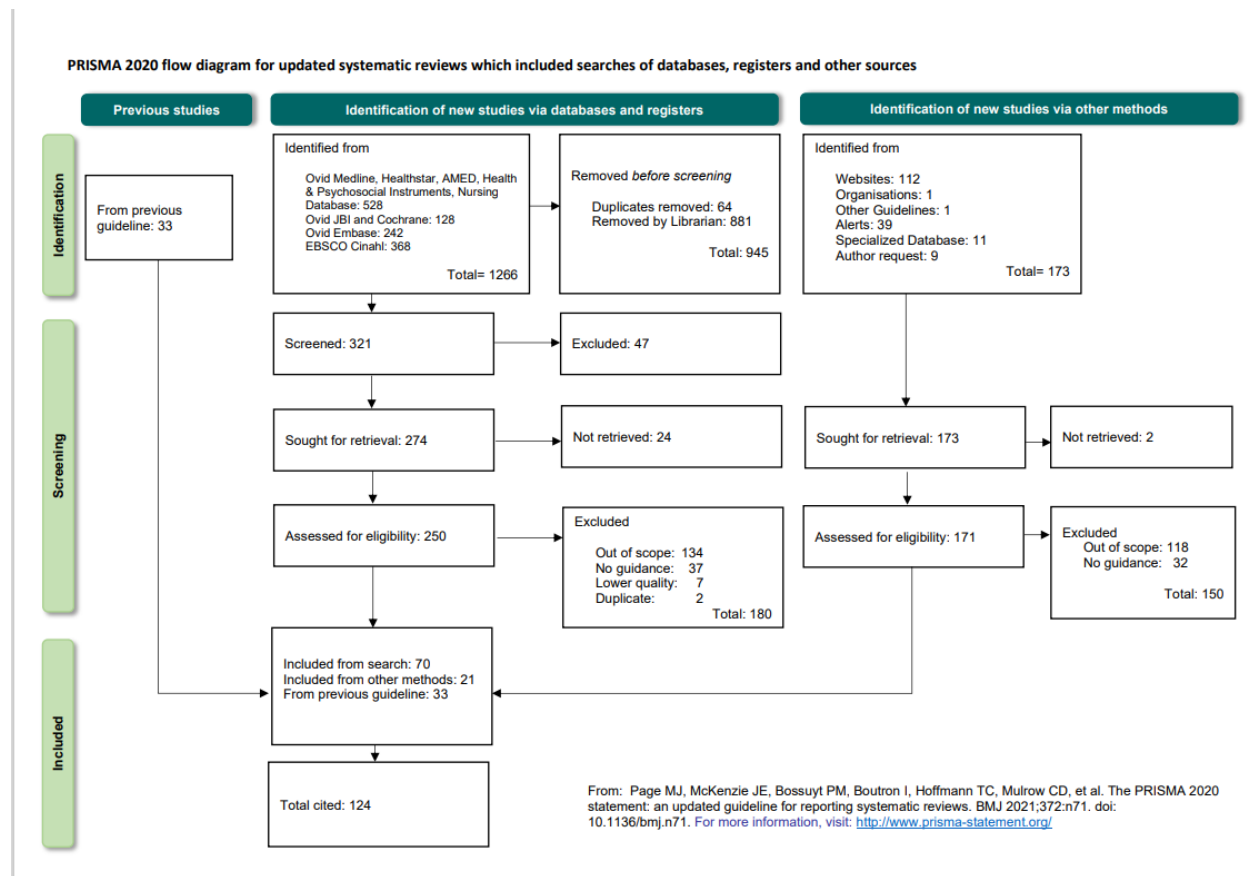 PRISMA 2020 flow diagram for updated systematic reviews which included searches of databases, registers and other sources
Previous studies
Identification of new studies via databases and registers
Identification of new studies via other methods
Identification
From previous
guideline: 33
Identified from
Ovid Medline, Healthstar, AMED, Health
& Psychosocial Instruments, Nursing
Database: 528
Ovid JBI and Cochrane: 128
Ovid Embase: 242
EBSCO Cinahl: 368
Total= 1266
Removed before screening
Duplicates removed: 64
Removed by Librarian: 881
Total: 945
Identified from
Websites: 112
Organisations: 1
Other Guidelines: 1
Alerts: 39
Specialized Database: 11
Author request: 9
Total= 173
Screening
Screened: 321
Excluded: 47
Sought for retrieval: 274
Not retrieved: 24
Sought for retrieval: 173
Not retrieved: 2
Assessed for eligibility: 250
Excluded
Out of scope: 134
No guidance: 37
Lower quality: 7
Duplicate: 2
Total: 180
Assessed for eligibility: 171
Excluded
Out of scope: 118
No guidance: 32
Total: 150
Included
Included from search: 70
Included from other methods: 21
From previous guideline: 33
Total cited: 124
From: Page MJ, McKenzie JE, Bossuyt PM, Boutron I, Hoffmann TC, Mulrow CD, et al. The PRISMA 2020
statement: an updated guideline for reporting systematic reviews. BMJ 2021;372:n71. doi:
10.1136/bmj.n71. For more information, visit: http://www.prisma-statement.org/